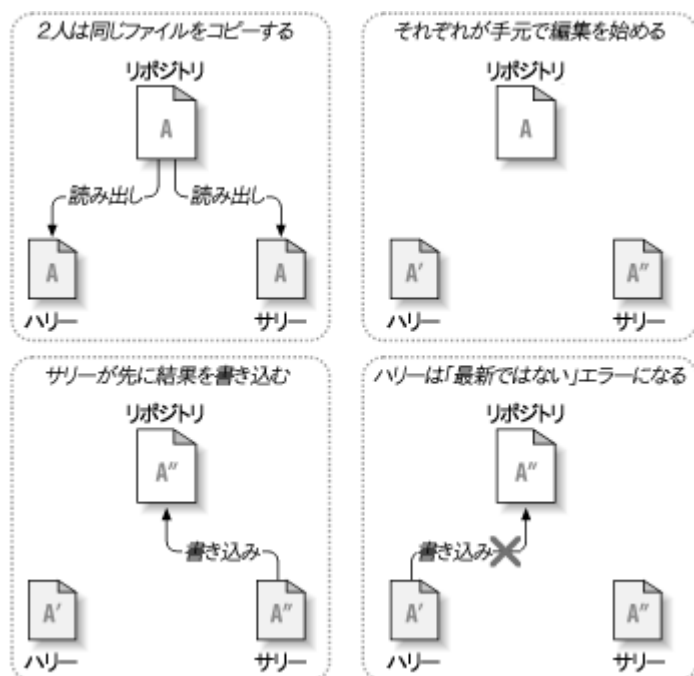 2人は同じファイルをコピーする
リポジトリ
A
読み出し
読み出し
A
A
ハリー
サリー
それぞれが手元で編集を始める
リポジトリ
A
A′
A″
ハリー
サリー
サリーが先に結果を書き込む
リポジトリ
A″
書き込み
A′
A″
ハリー
サリー
ハリーは「最新ではない」エラーになる
リポジトリ
A″
書き込み
A′
A″
ハリー
サリー